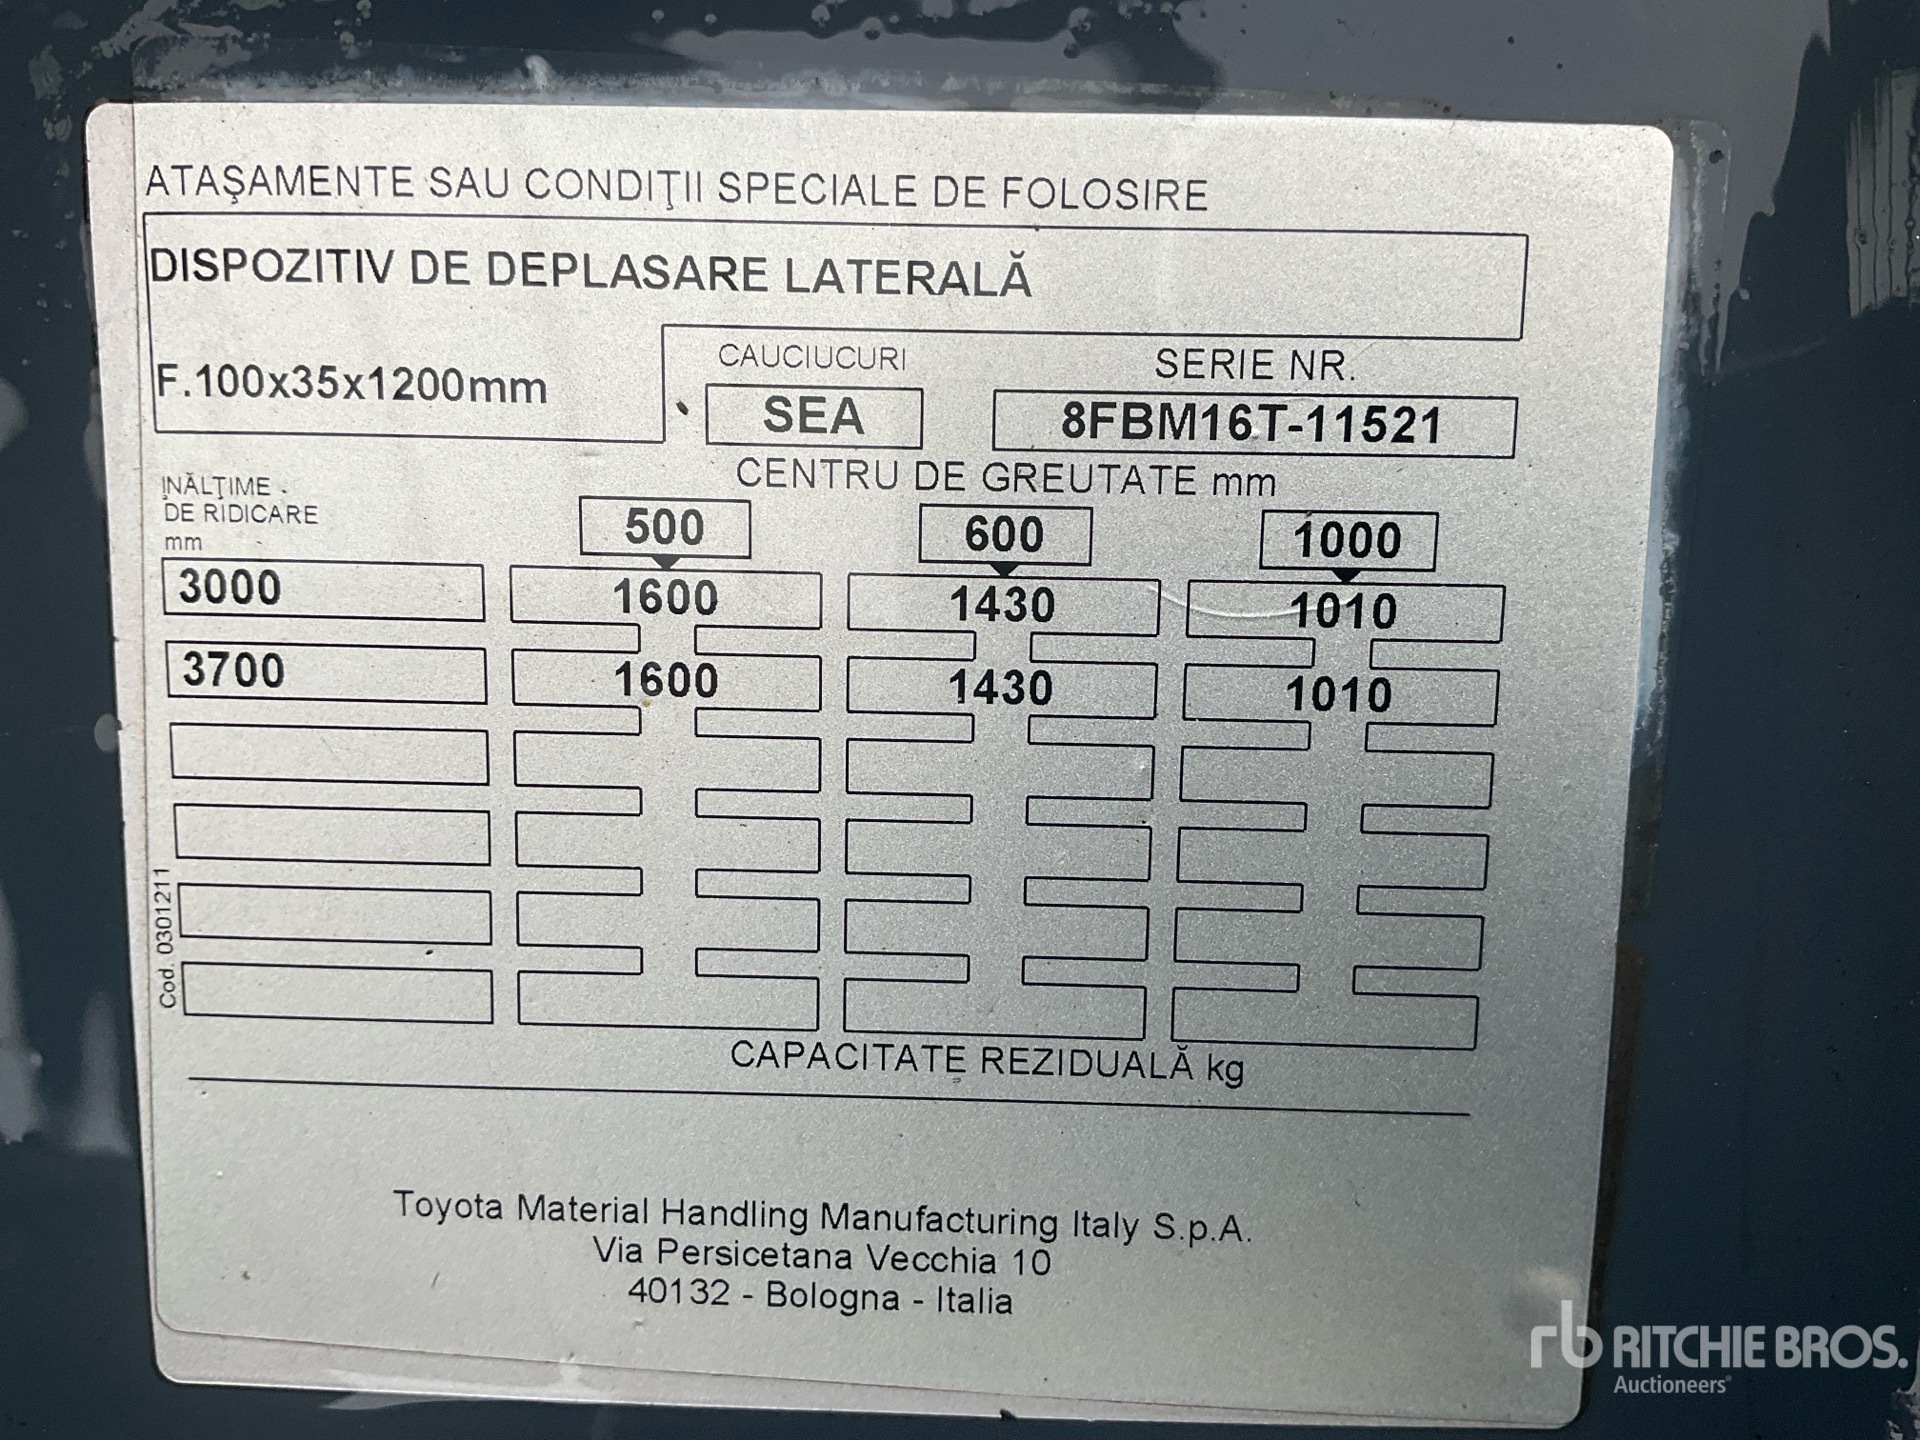 ATAŞAMENTE SAU CONDIŢII SPECIALE DE FOLOSIRE
DISPOZITIV DE DEPLASARE LATERALĂ
F.100x35x1200mm
CAUCIUCURI
SERIE NR.
SEA
8FBM16T-11521
CENTRU DE GREUTATE mm
INĂLŢIME
DE RIDICARE
mm
500 600 1000
3000 1600 1430 1010
3700 1600 1430 1010
Cod. 0301211
CAPACITATE REZIDUALĂ kg
Toyota Material Handling Manufacturing Italy S.p.A.
Via Persicetana Vecchia 10
40132 - Bologna - Italia
rb RITCHIE BROS.
Auctioneers®